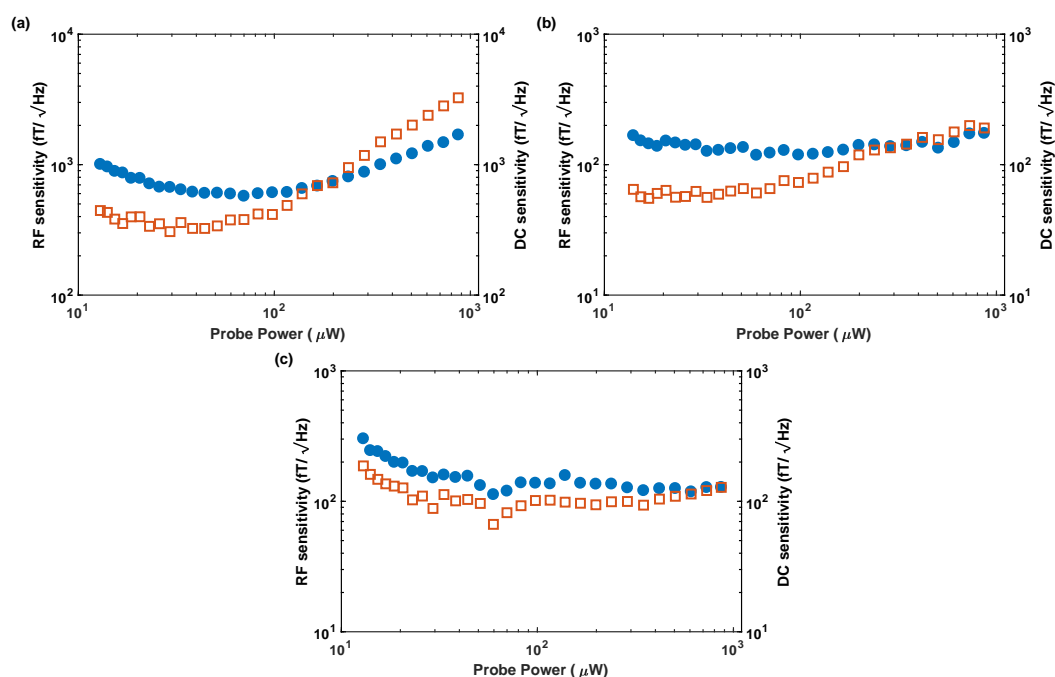 (a)
10^4
10^3
10^2
RF sensitivity (fT/ √Hz)
10^4
10^3
10^2
DC sensitivity (fT/ √Hz)
10^1
10^2
10^3
Probe Power ( μW)
(b)
10^3
10^2
10^1
RF sensitivity (fT/ √Hz)
10^3
10^2
10^1
DC sensitivity (fT/ √Hz)
10^1
10^2
10^3
Probe Power ( μW)
(c)
10^3
10^2
10^1
RF sensitivity (fT/ √Hz)
10^3
10^2
10^1
DC sensitivity (fT/ √Hz)
10^1
10^2
10^3
Probe Power ( μW)